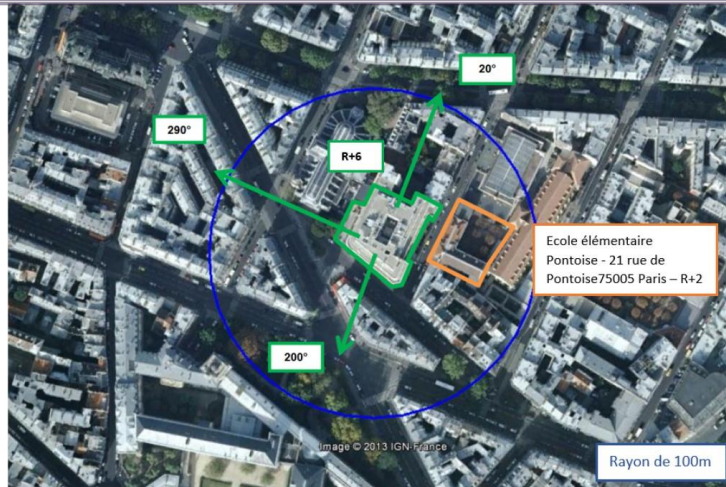 20°
290°
R+6
Ecole élémentaire
Pontoise - 21 rue de
Pontoise75005 Paris – R+2
200°
Image © 2013 IGN-France
Rayon de 100m